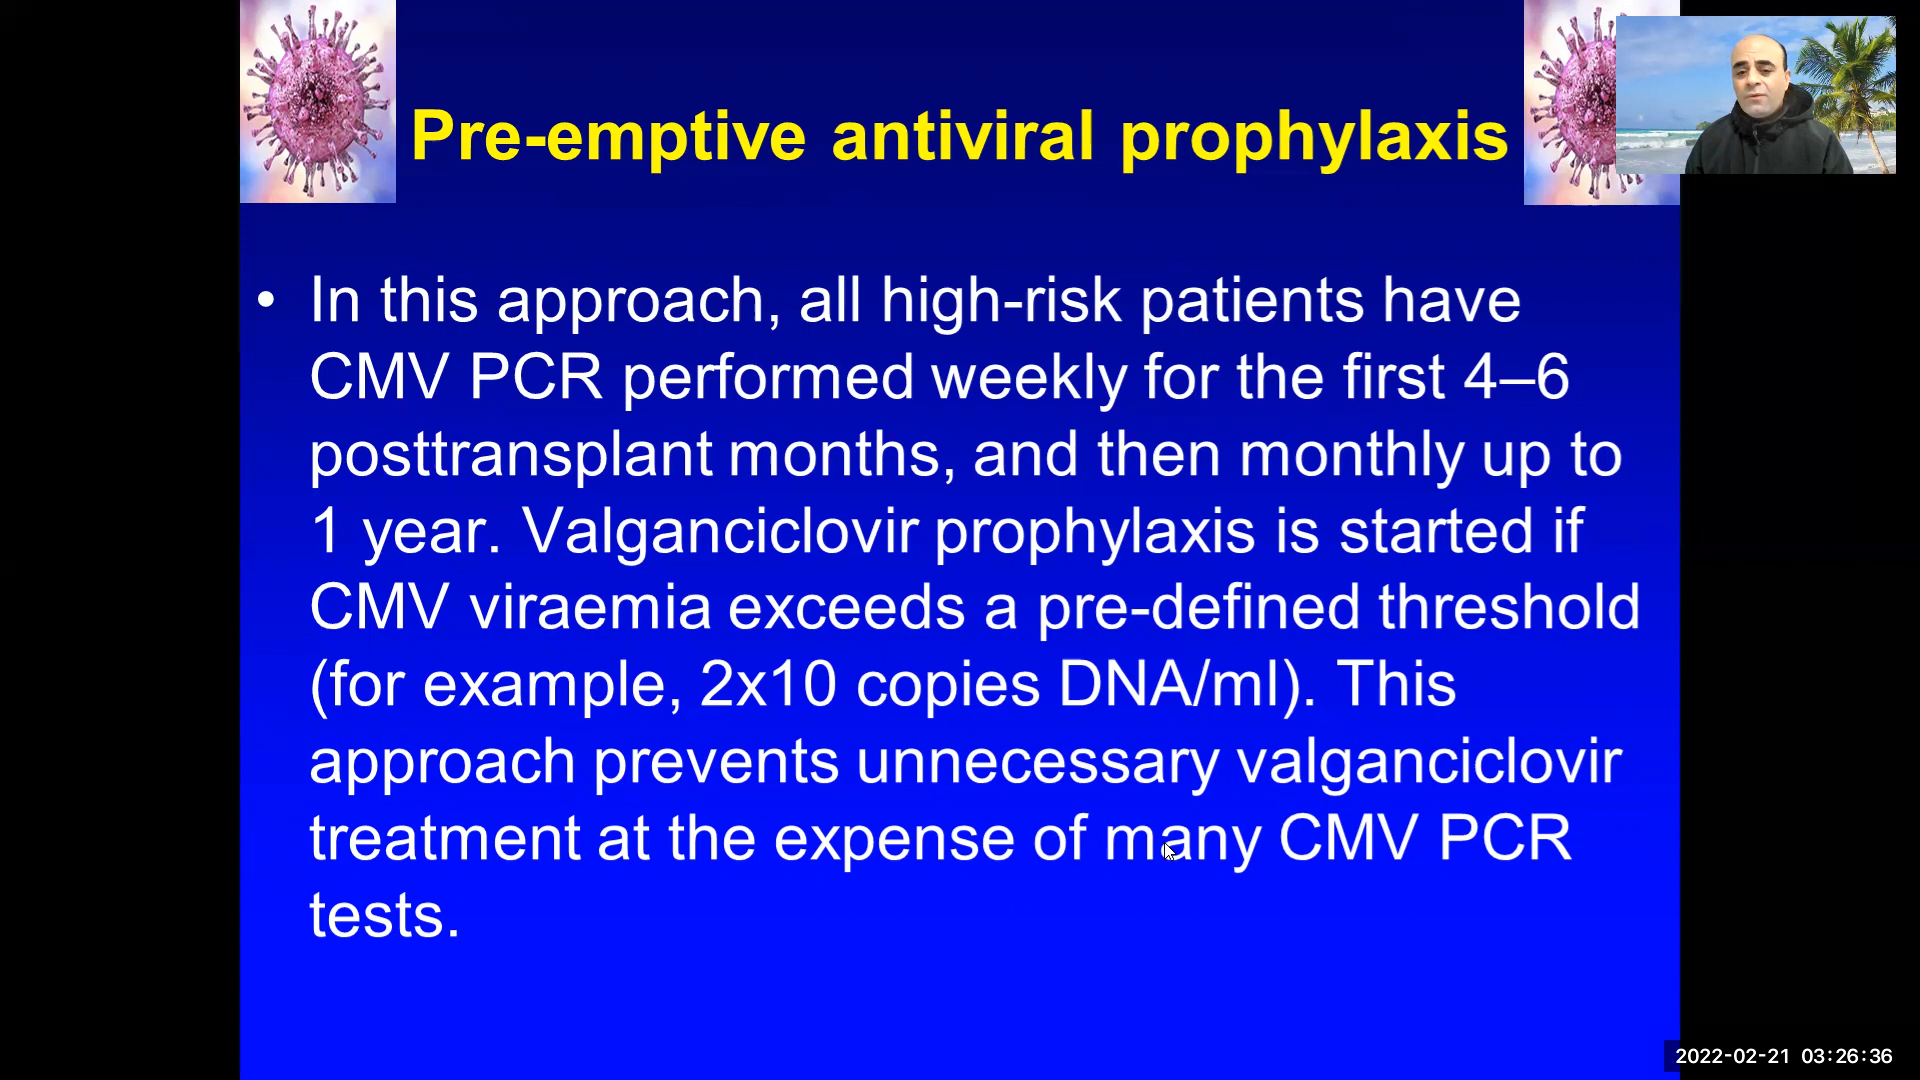 Pre-emptive antiviral prophylaxis
• In this approach, all high-risk patients have
CMV PCR performed weekly for the first 4–6
posttransplant months, and then monthly up to
1 year. Valganciclovir prophylaxis is started if
CMV viraemia exceeds a pre-defined threshold
(for example, 2x10 copies DNA/ml). This
approach prevents unnecessary valganciclovir
treatment at the expense of many CMV PCR
tests.
2022-02-21 03:26:36